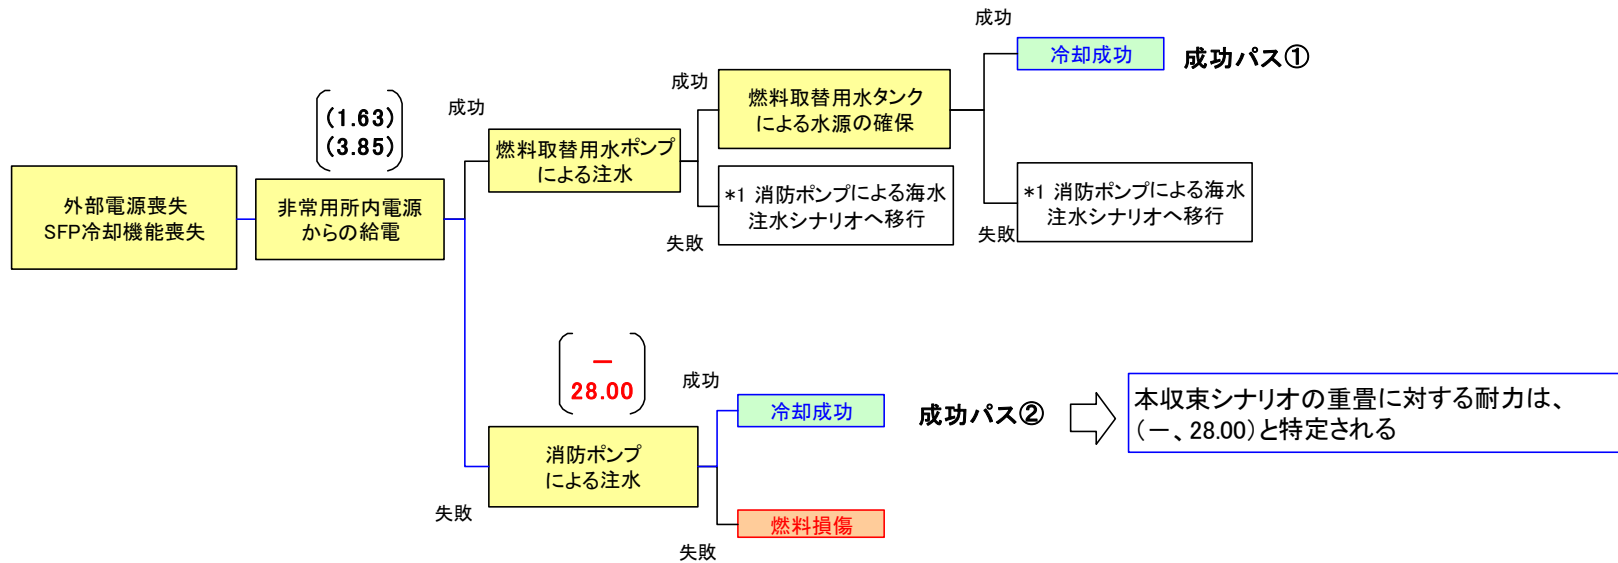 外部電源喪失
SFP冷却機能喪失
(1.63)
(3.85)
非常用所内電源
からの給電
成功
燃料取替用水ポンプ
による注水
成功
燃料取替用水タンク
による水源の確保
成功
冷却成功
成功パス①
失敗
*1 消防ポンプによる海水
注水シナリオへ移行
失敗
*1 消防ポンプによる海水
注水シナリオへ移行
失敗
消防ポンプ
による注水
ー
28.00
成功
冷却成功
成功パス②
本収束シナリオの重畳に対する耐力は、
(ー、28.00)と特定される
失敗
燃料損傷